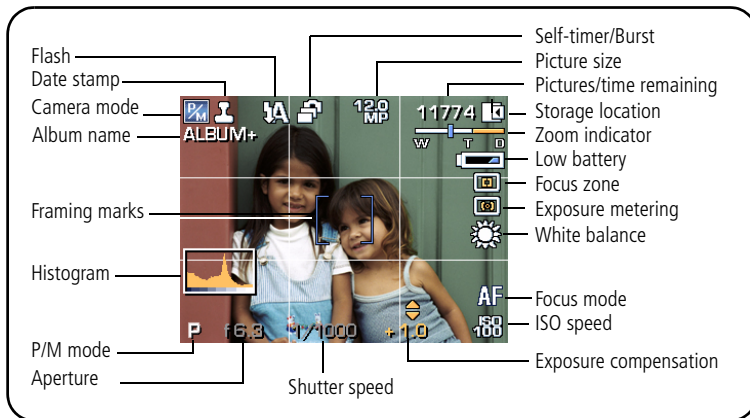 Flash
Date stamp
Camera mode
Album name
Framing marks
Histogram
P/M mode
Aperture
Shutter speed
Self-timer/Burst
Picture size
Pictures/time remaining
Storage location
Zoom indicator
Low battery
Focus zone
Exposure metering
White balance
Focus mode
ISO speed
Exposure compensation
P/M
A
12.0
MP
11774
ALBUM+
W T D
AF
ISO
100
P f6.3 1/1000 +1.0